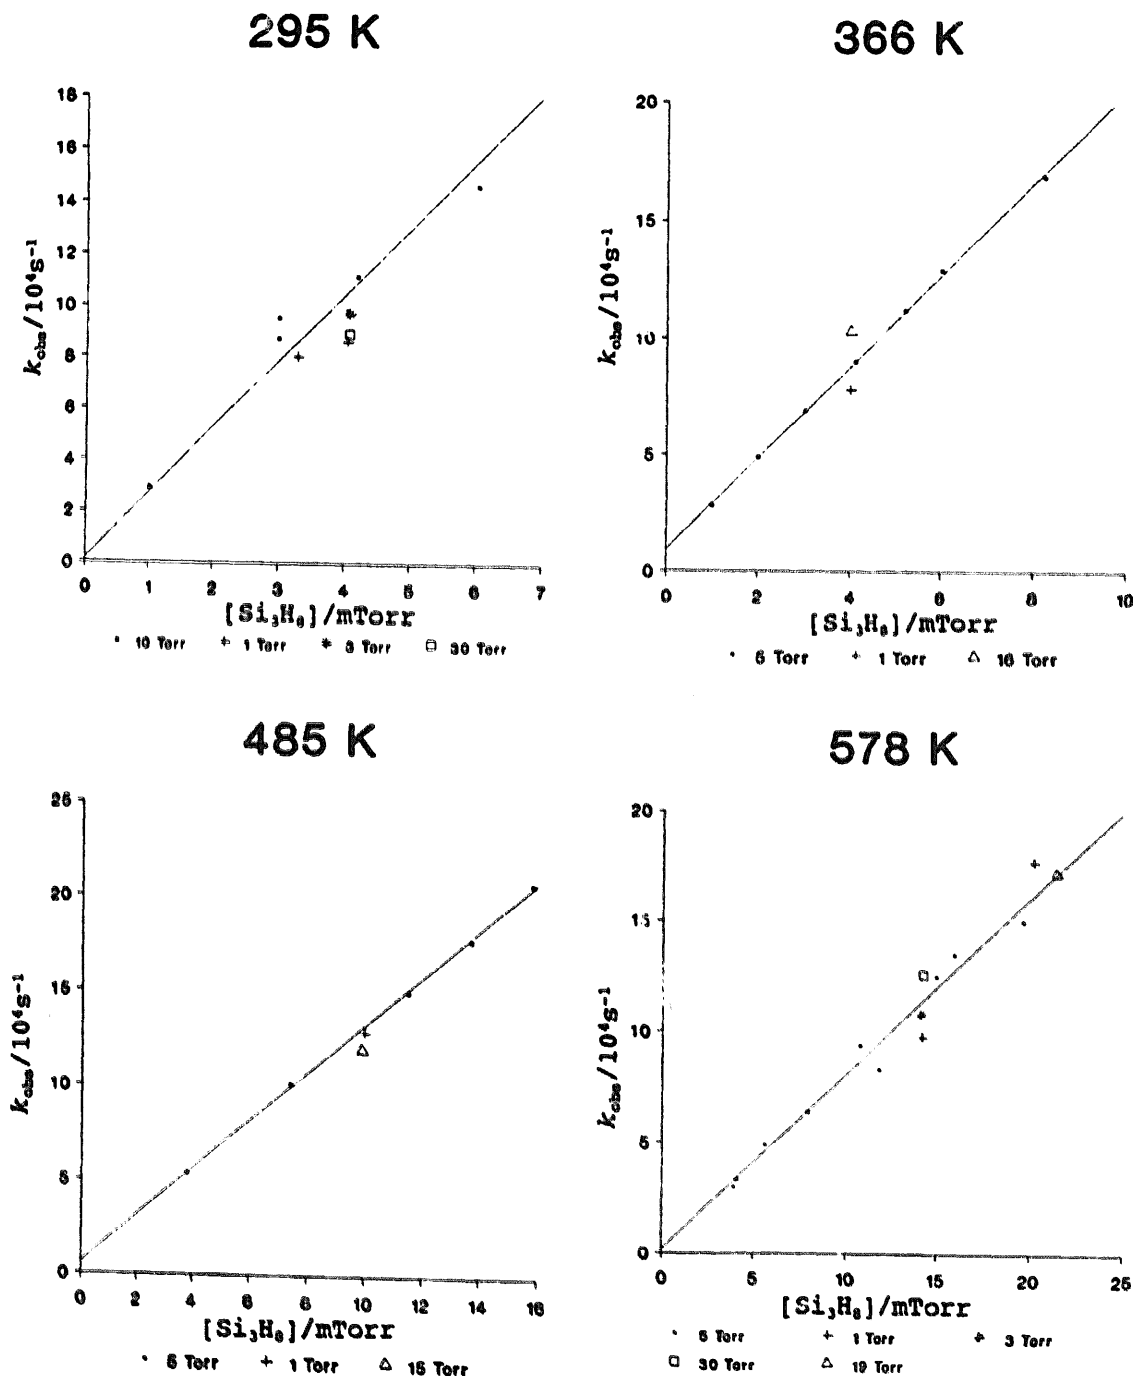 295 K
18
16
14
12
10
8
6
4
2
0
k_obs/10⁴s⁻¹
0 1 2 3 4 5 6 7
[Si₃H₈]/mTorr
10 Torr 1 Torr 3 Torr 30 Torr
366 K
20
15
10
5
0
k_obs/10⁴s⁻¹
0 2 4 6 8 10
[Si₃H₈]/mTorr
5 Torr 1 Torr 16 Torr
485 K
25
20
15
10
5
0
k_obs/10⁴s⁻¹
0 2 4 6 8 10 12 14 16
[Si₃H₈]/mTorr
5 Torr 1 Torr 15 Torr
578 K
20
15
10
5
0
k_obs/10⁴s⁻¹
0 5 10 15 20 25
[Si₃H₈]/mTorr
5 Torr 1 Torr 3 Torr
30 Torr 19 Torr